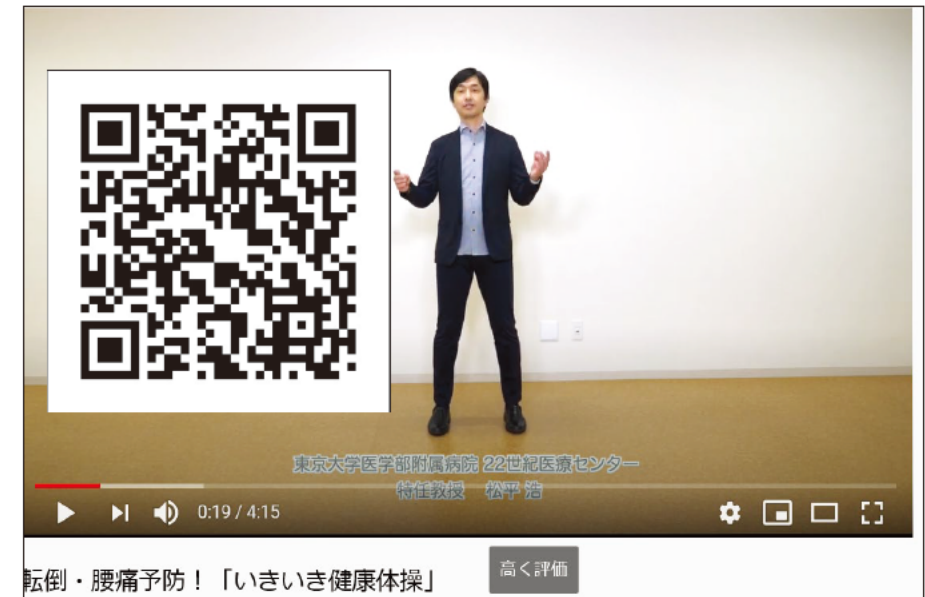 東京大学医学部附属病院 22世紀医療センター
特任教授 松平 浩
0:19 / 4:15
転倒・腰痛予防！「いきいき健康体操」
高く評価